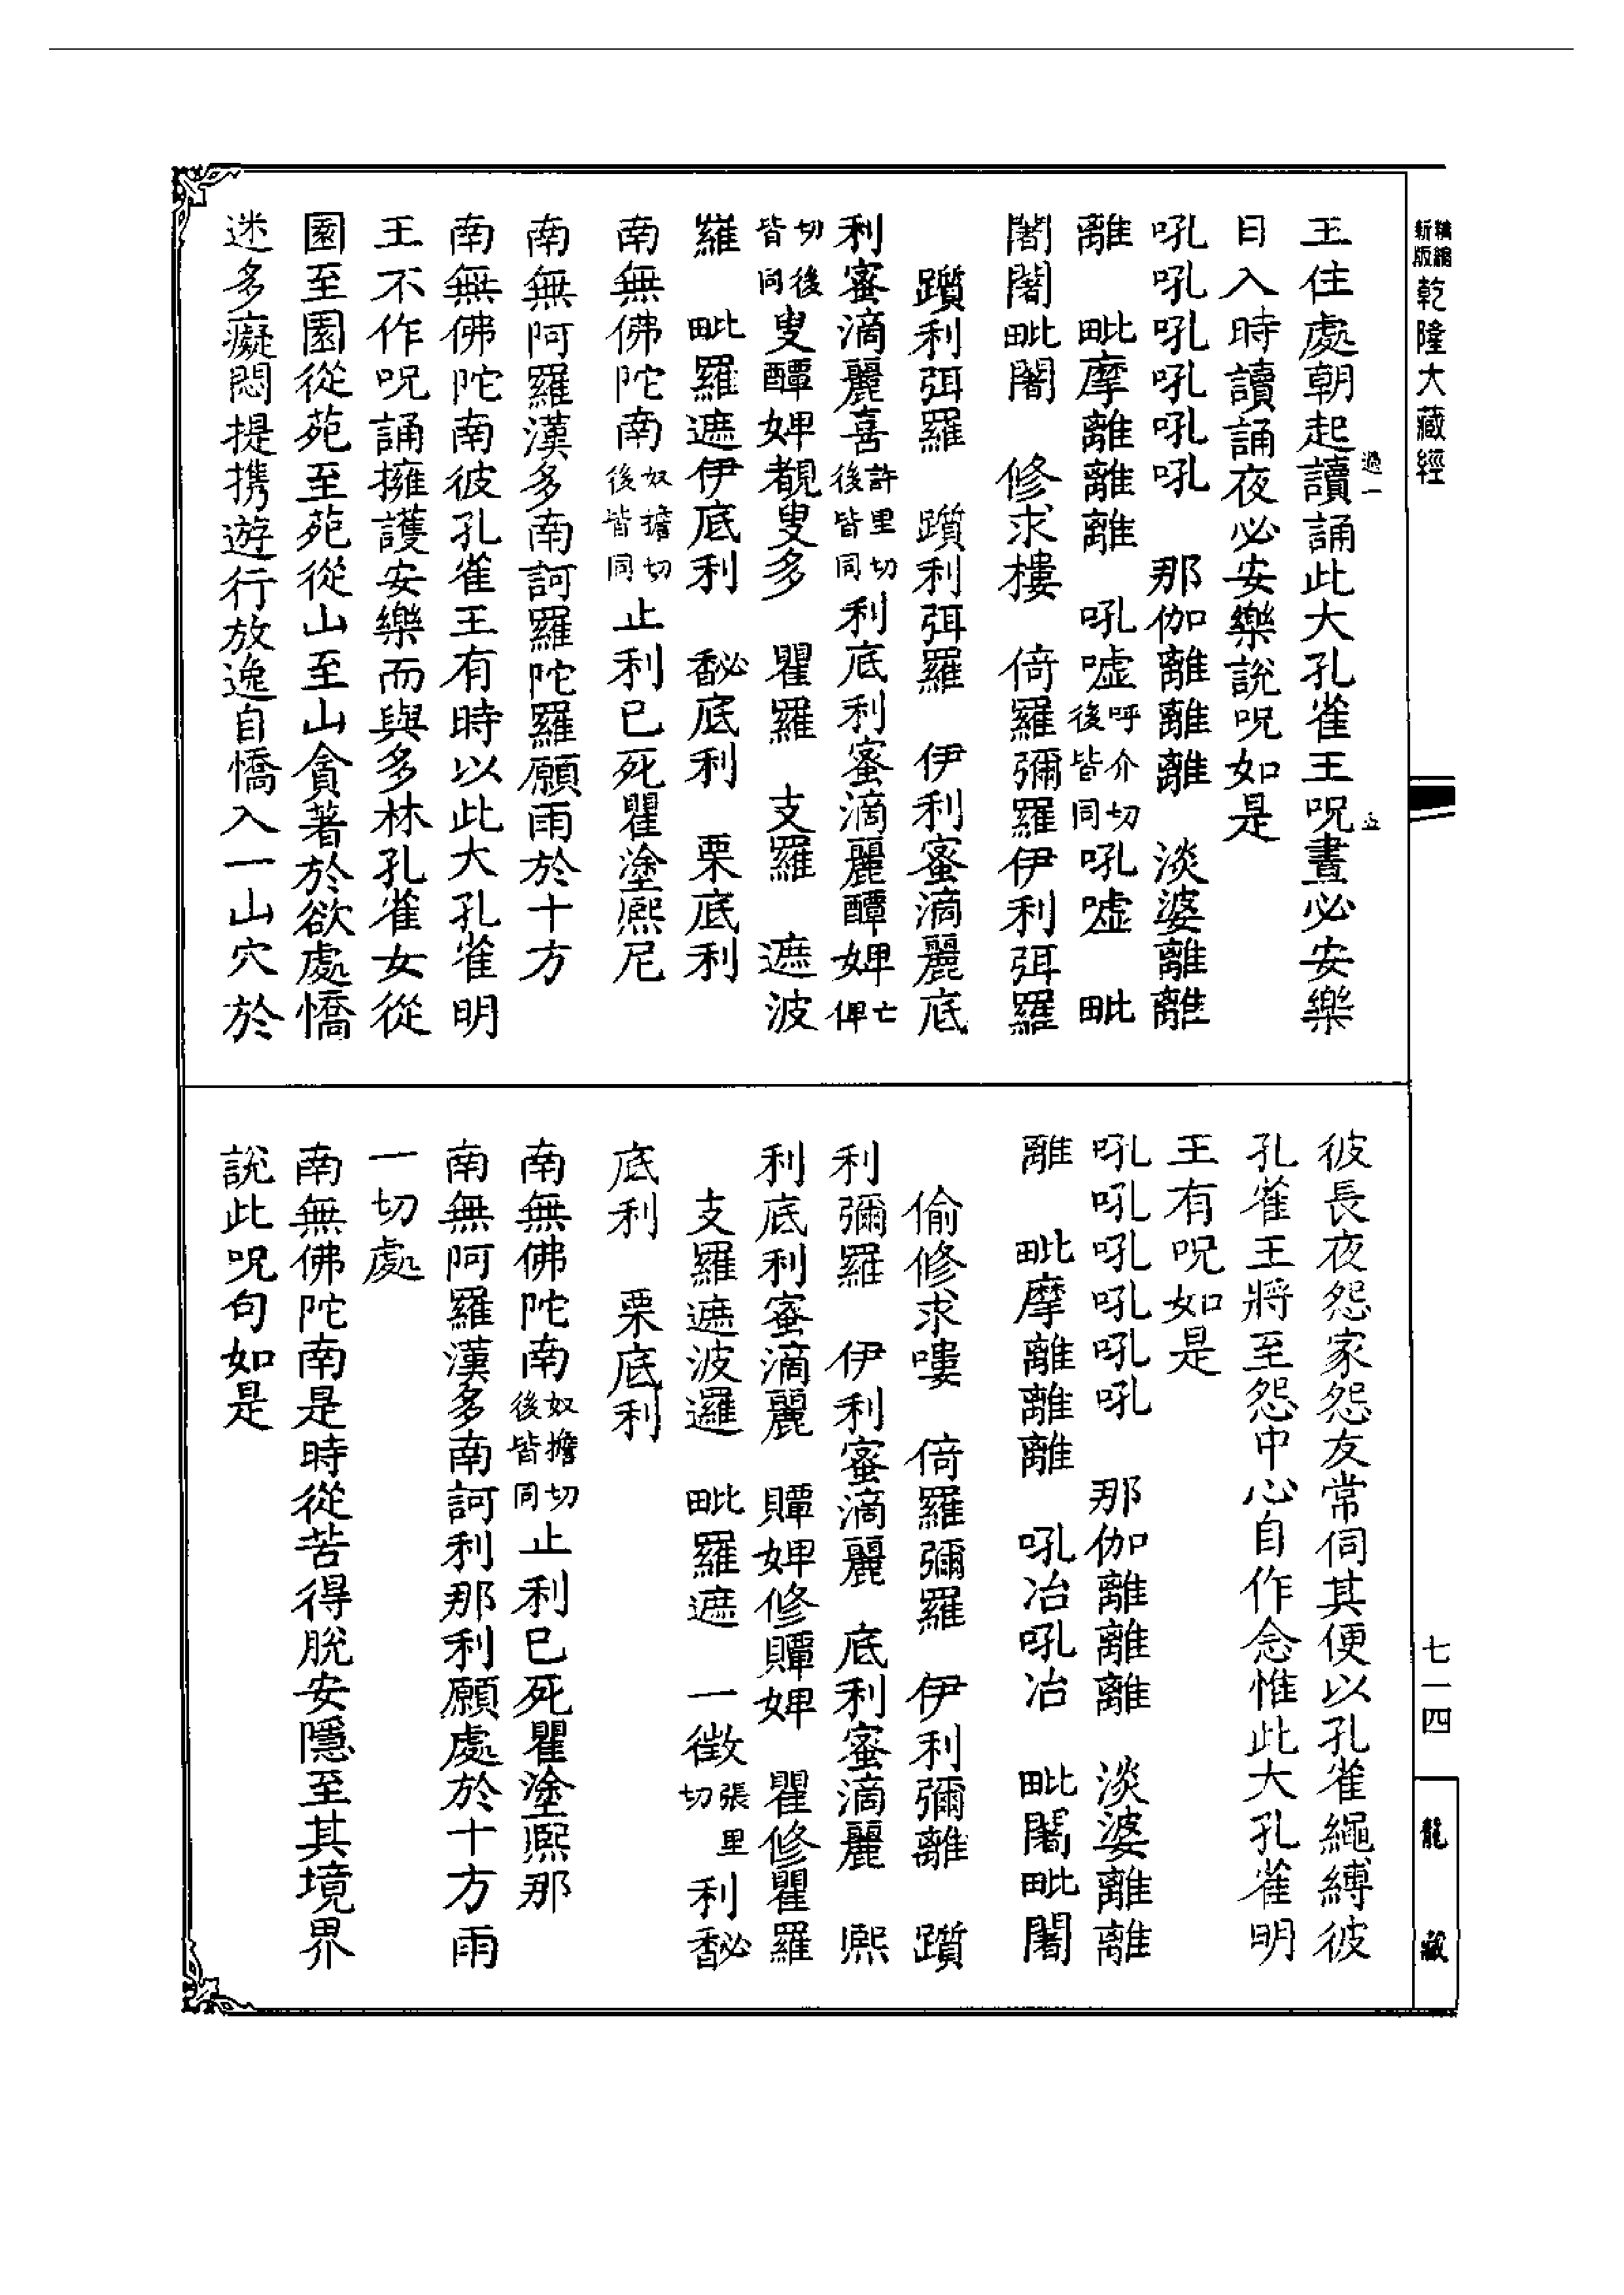 精縮新版乾隆大藏經
過一 五
王住處朝起讀誦此大孔雀王呪晝必安樂
日入時讀誦夜必安樂說呪如是
吼吼吼吼吼吼 那伽離離離 淡婆離離
離 毗摩離離離 吼嘘呼介切後皆同吼嘘 毗
闍闍毗闍 修求樓 倚羅彌羅伊利弭羅
躓利弭羅 躓利弭羅 伊利蜜滴麗底
利蜜滴麗喜許里切後皆同利底利蜜滴麗醰婢亡俾
切後皆同叟醰婢覩叟多 瞿羅 支羅 遮波
羅 毗羅遮伊底利 馝底利 栗底利
南無佛陀南奴擔切後皆同止利已死瞿塗熈尼
南無阿羅漢多南訶羅陀羅願雨於十方
南無佛陀南彼孔雀王有時以此大孔雀明
王不作呪誦擁護安樂而與多林孔雀女從
園至園從苑至苑從山至山貪著於欲處憍
迷多癡悶提携遊行放逸自憍入一山穴於
彼長夜怨家怨友常伺其便以孔雀繩縛彼
孔雀王將至怨中心自作念惟此大孔雀明
王有呪如是
吼吼吼吼吼吼 那伽離離離 淡婆離離
離 毗摩離離離 吼冶吼冶 毗闍毗闍
偷修求嘍 倚羅彌羅 伊利彌離 躓
利彌羅 伊利蜜滴麗 底利蜜滴麗 熈
利底利蜜滴麗 贉婢修贉婢 瞿修瞿羅
支羅遮波邏 毗羅遮 一徵張里切利馝
底利 栗底利
南無佛陀南奴擔切後皆同止利已死瞿塗熈那
南無阿羅漢多南訶利那利願處於十方雨
一切處
南無佛陀南是時從苦得脫安隱至其境界
說此呪句如是
七一四
龍藏